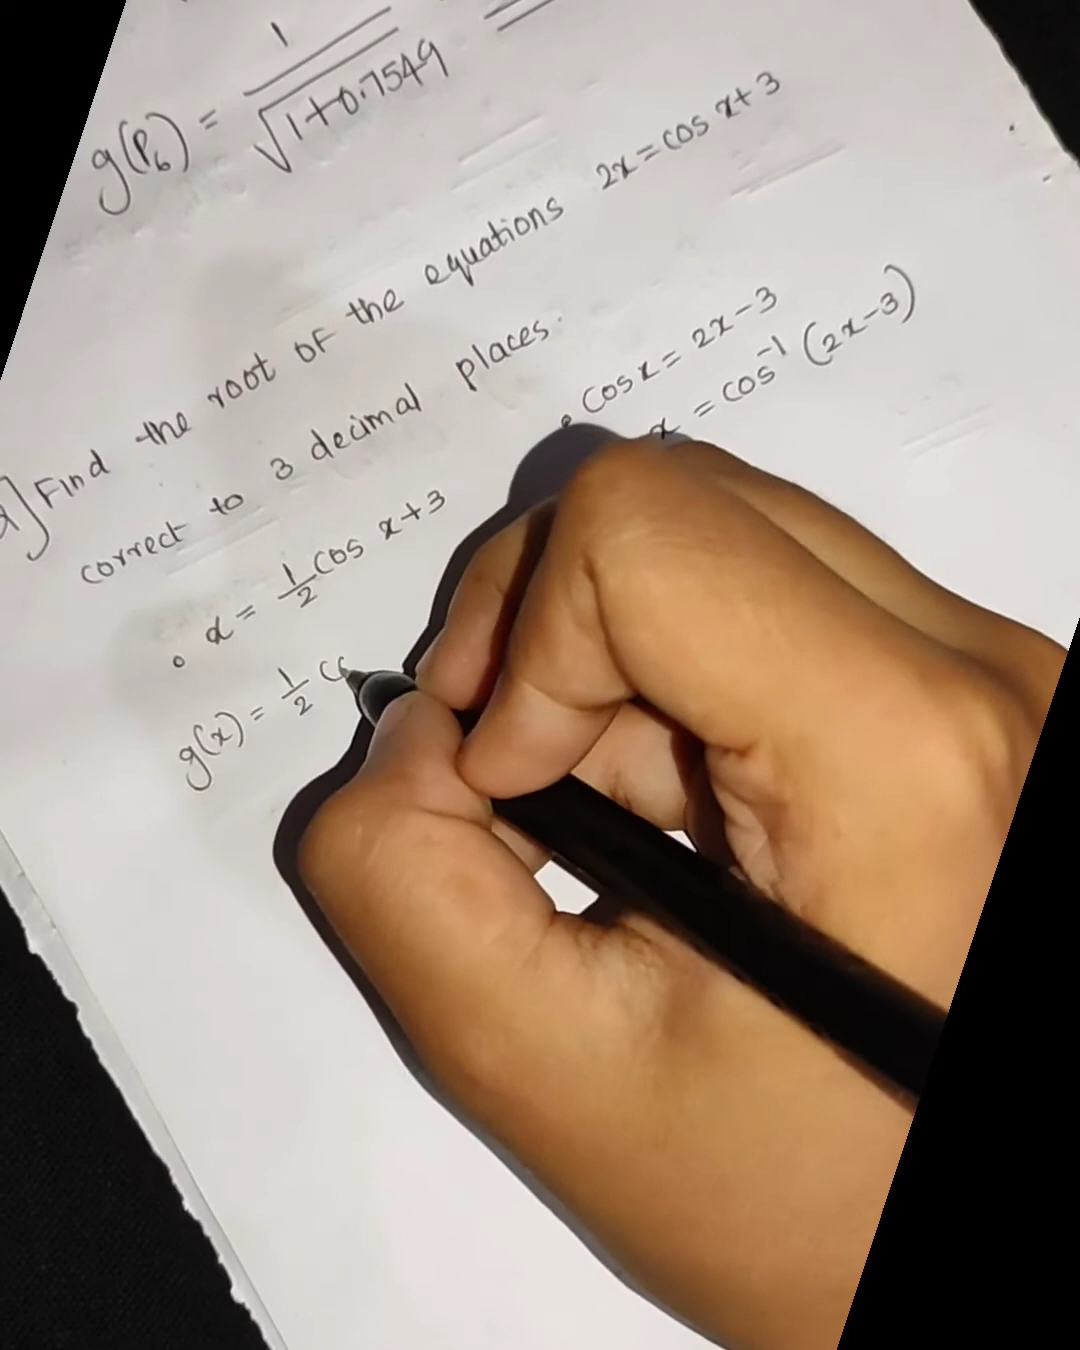 g(P₆) = 1/√1+0.7549
Find the root of the equations 2x = cos x + 3
correct to 3 decimal places.
cos x = 2x - 3
x = cos⁻¹ (2x-3)
x = 1/2 cos x + 3
g(x) = 1/2 co